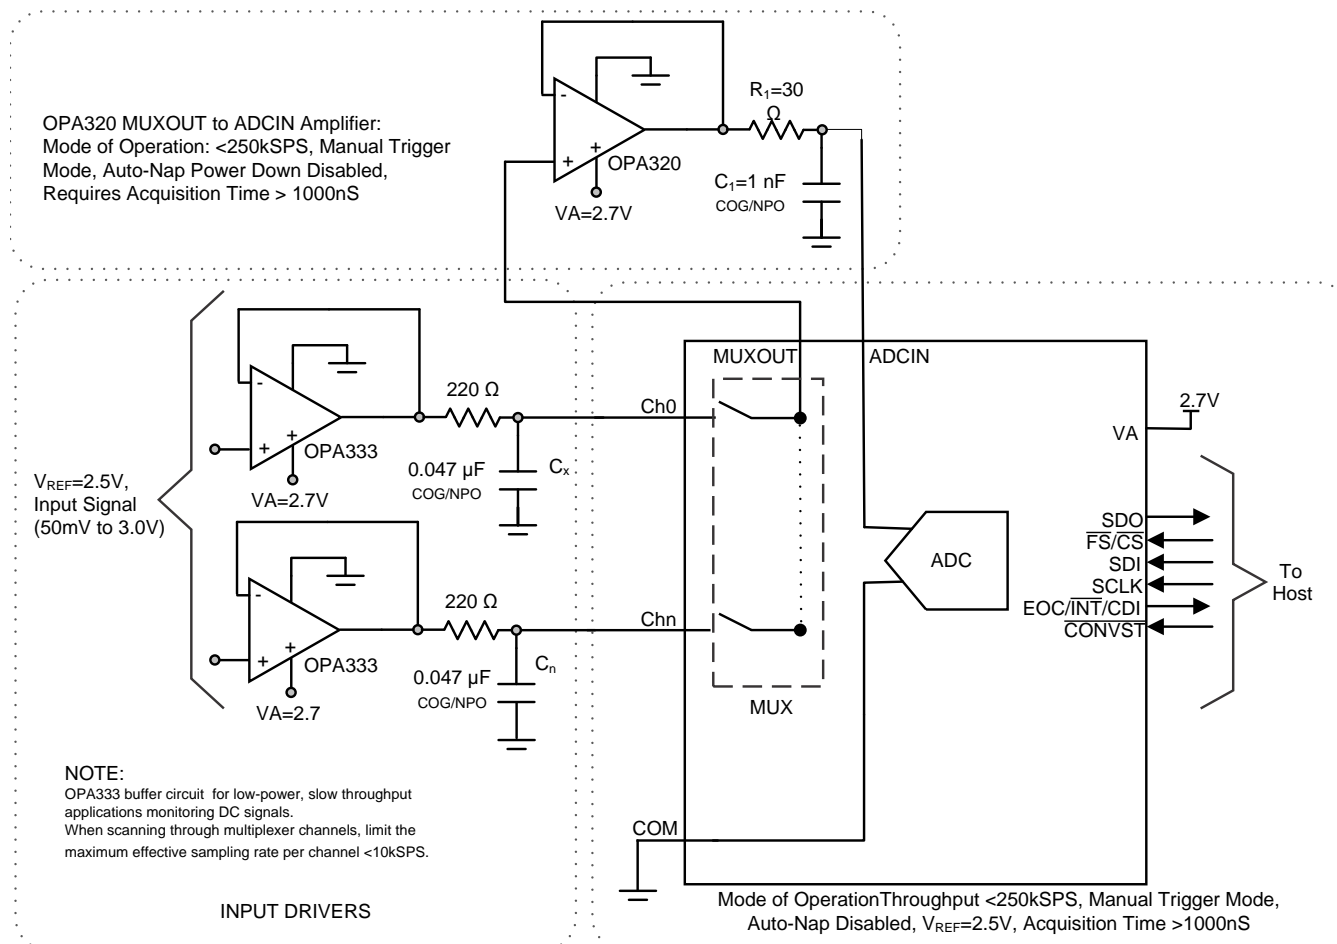 OPA320 MUXOUT to ADCIN Amplifier:
Mode of Operation: <250kSPS, Manual Trigger
Mode, Auto-Nap Power Down Disabled,
Requires Acquisition Time > 1000nS
-
+
+
OPA320
VA=2.7V
R₁=30
Ω
C₁=1 nF
COG/NPO
V_REF=2.5V,
Input Signal
(50mV to 3.0V)
-
+
+
OPA333
VA=2.7V
220 Ω
0.047 µF
COG/NPO
Cₓ
Ch0
-
+
+
OPA333
VA=2.7
220 Ω
0.047 µF
COG/NPO
Cₙ
Chn
MUXOUT
ADCIN
MUX
ADC
COM
2.7V
VA
SDO
F̅S̅/C̅S̅
SDI
SCLK
EOC/I̅N̅T̅/CDI
C̅O̅N̅V̅S̅T̅
To
Host
NOTE:
OPA333 buffer circuit for low-power, slow throughput
applications monitoring DC signals.
When scanning through multiplexer channels, limit the
maximum effective sampling rate per channel <10kSPS.
INPUT DRIVERS
Mode of OperationThroughput <250kSPS, Manual Trigger Mode,
Auto-Nap Disabled, V_REF=2.5V, Acquisition Time >1000nS